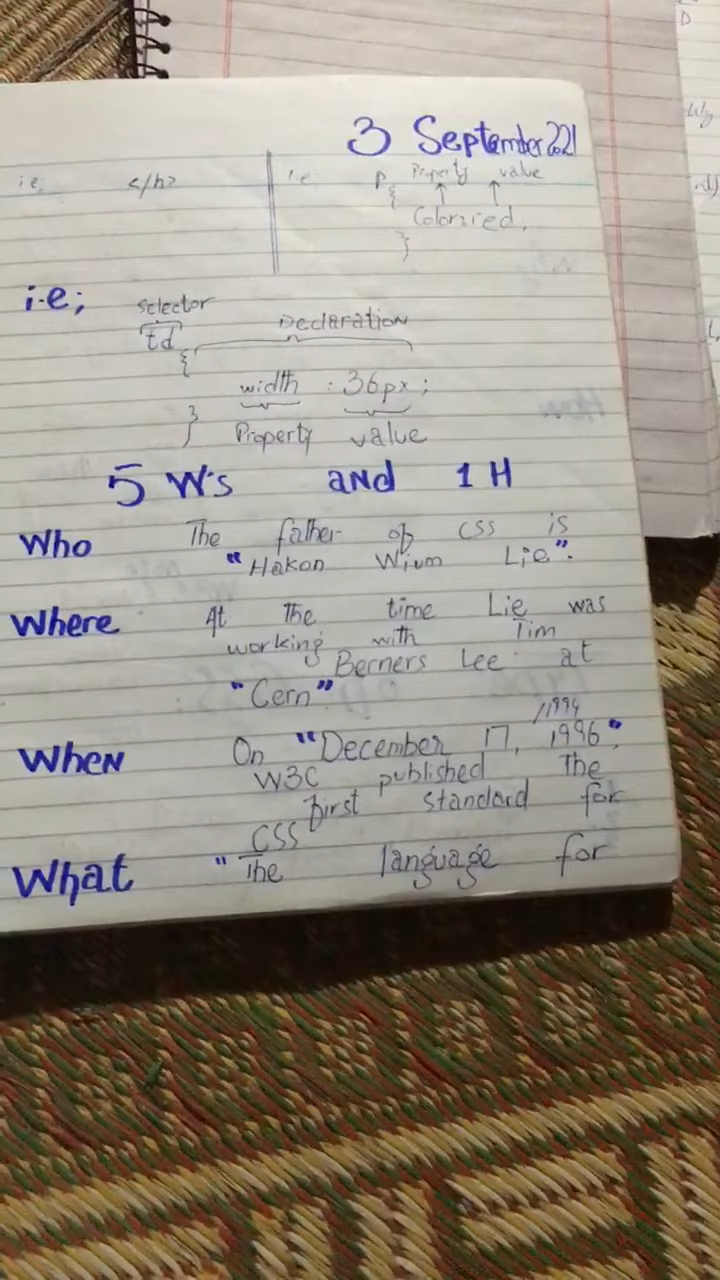 3 September 2021
i.e; </h> i.e. P Property value
{ Color:red,
}
i.e; selector
td Declaration
{
width : 36px ;
} Property value
5 W's aNd 1 H
Who The father of CSS is
"Hakon Wium Lie".
Where At The time Lie was
working with Tim
Berners Lee at
"Cern"
/1994
WheN On "December 17, 1996",
W3C published The
first standard for
CSS
What "The language for